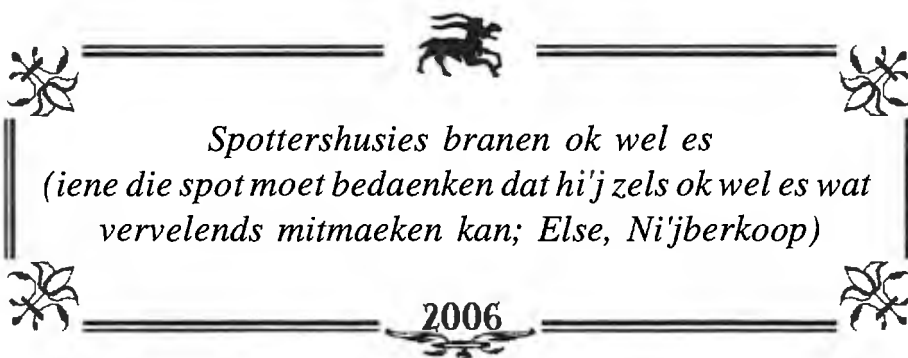 Spottershusies branen ok wel es
(iene die spot moet bedaenken dat hi'j zels ok wel es wat
vervelends mitmaeken kan; Else, Ni'jberkoop)
2006